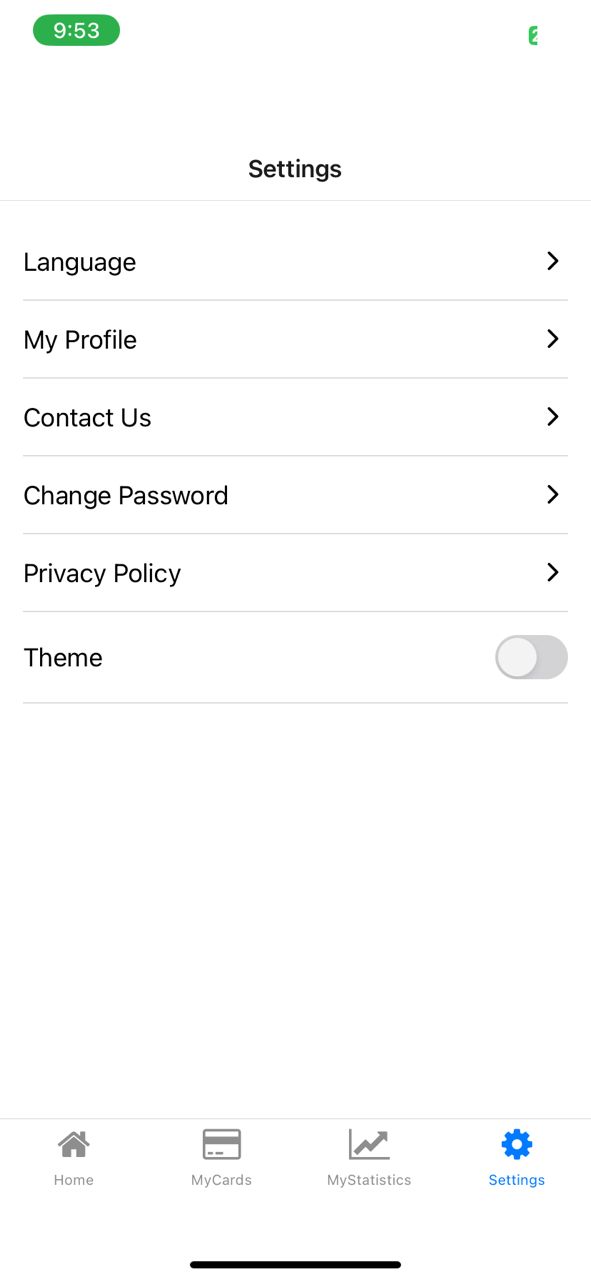 9:53
Settings
Language
My Profile
Contact Us
Change Password
Privacy Policy
Theme
Home
MyCards
MyStatistics
Settings